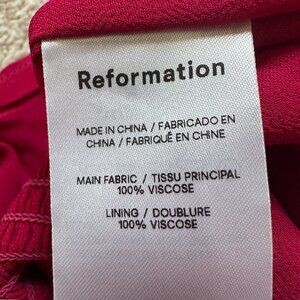 Reformation
MADE IN CHINA / FABRICADO EN
CHINA / FABRIQUÉ EN CHINE
MAIN FABRIC / TISSU PRINCIPAL
100% VISCOSE
LINING / DOUBLURE
100% VISCOSE